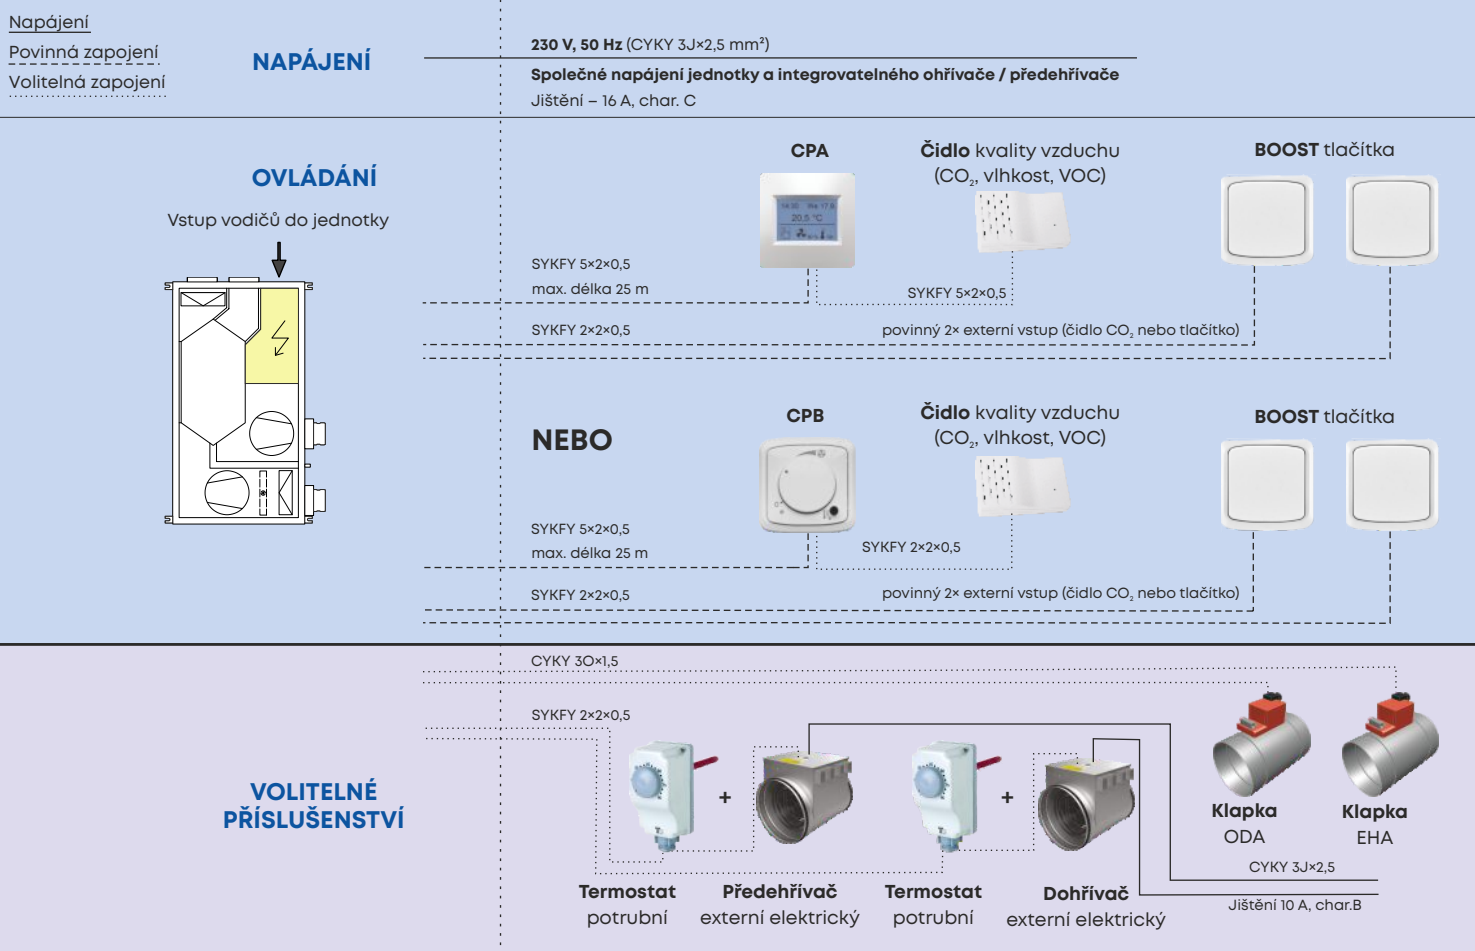 Napájení
Povinná zapojení
Volitelná zapojení
NAPÁJENÍ
230 V, 50 Hz (CYKY 3J×2,5 mm²)
Společné napájení jednotky a integrovatelného ohřívače / předehřívače
Jištění – 16 A, char. C
OVLÁDÁNÍ
Vstup vodičů do jednotky
CPA
Čidlo kvality vzduchu
(CO₂, vlhkost, VOC)
BOOST tlačítka
20,5 °C
SYKFY 5×2×0,5
max. délka 25 m
SYKFY 5×2×0,5
SYKFY 2×2×0,5
povinný 2× externí vstup (čidlo CO₂ nebo tlačítko)
NEBO
CPB
Čidlo kvality vzduchu
(CO₂, vlhkost, VOC)
BOOST tlačítka
SYKFY 5×2×0,5
max. délka 25 m
SYKFY 2×2×0,5
SYKFY 2×2×0,5
povinný 2× externí vstup (čidlo CO₂ nebo tlačítko)
VOLITELNÉ
PŘÍSLUŠENSTVÍ
CYKY 3O×1,5
SYKFY 2×2×0,5
+
+
Klapka
ODA
Klapka
EHA
CYKY 3J×2,5
Jištění 10 A, char.B
Termostat
potrubní
Předehřívač
externí elektrický
Termostat
potrubní
Dohřívač
externí elektrický